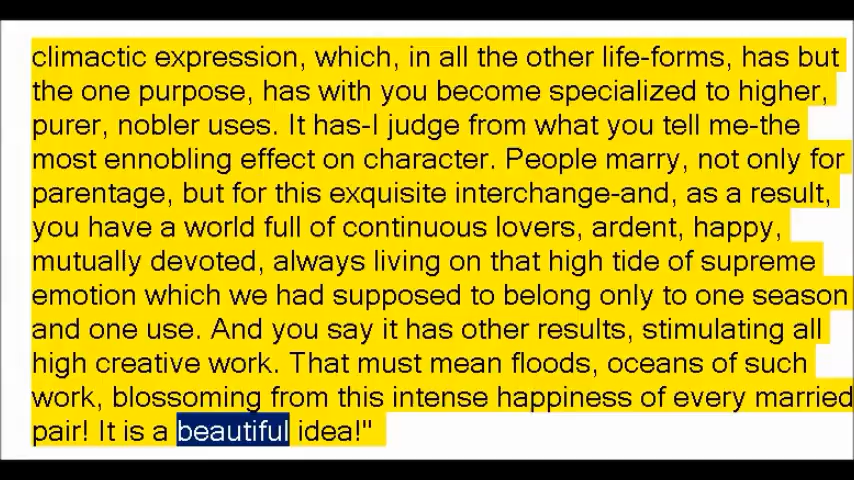 climactic expression, which, in all the other life-forms, has but
the one purpose, has with you become specialized to higher,
purer, nobler uses. It has-I judge from what you tell me-the
most ennobling effect on character. People marry, not only for
parentage, but for this exquisite interchange-and, as a result,
you have a world full of continuous lovers, ardent, happy,
mutually devoted, always living on that high tide of supreme
emotion which we had supposed to belong only to one season
and one use. And you say it has other results, stimulating all
high creative work. That must mean floods, oceans of such
work, blossoming from this intense happiness of every married
pair! It is a beautiful idea!"